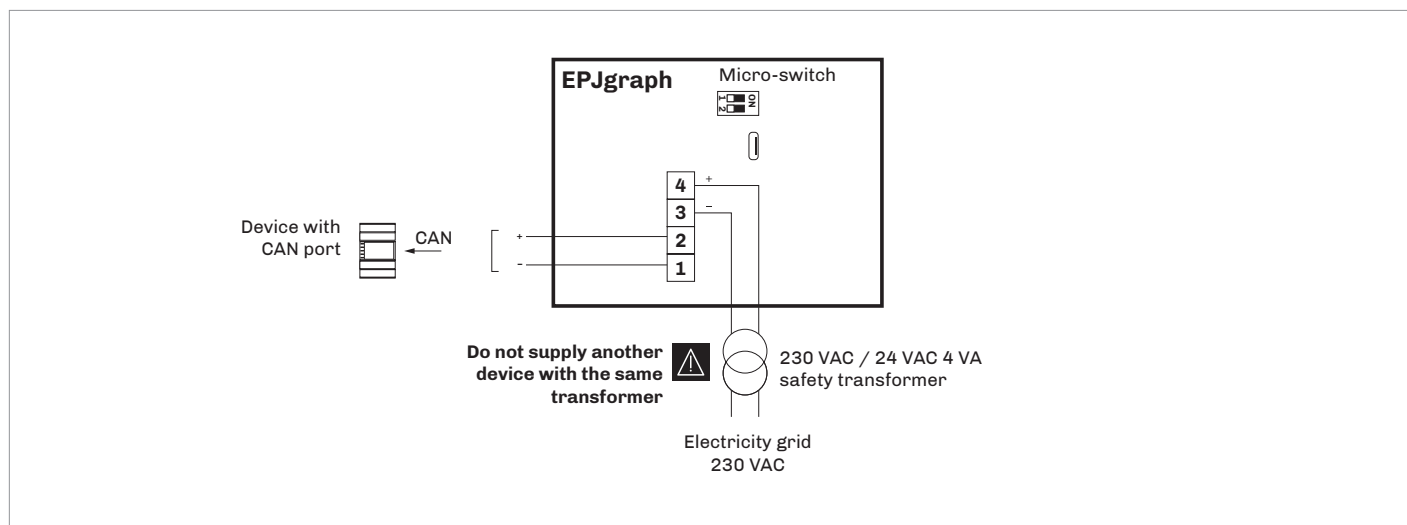 EPJgraph
Micro-switch
ON
1 2
4 +
3 −
Device with
CAN port
CAN
+ 2
- 1
Do not supply another
device with the same
transformer
230 VAC / 24 VAC 4 VA
safety transformer
Electricity grid
230 VAC